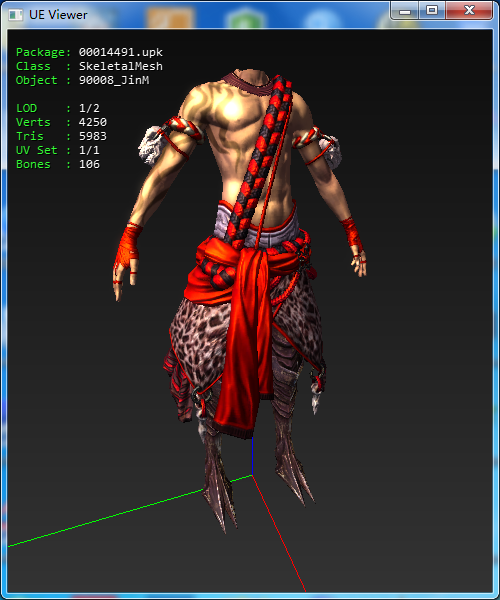 UE Viewer
Package: 00014491.upk
Class : SkeletalMesh
Object : 90008_JinM
LOD : 1/2
Verts : 4250
Tris : 5983
UV Set : 1/1
Bones : 106